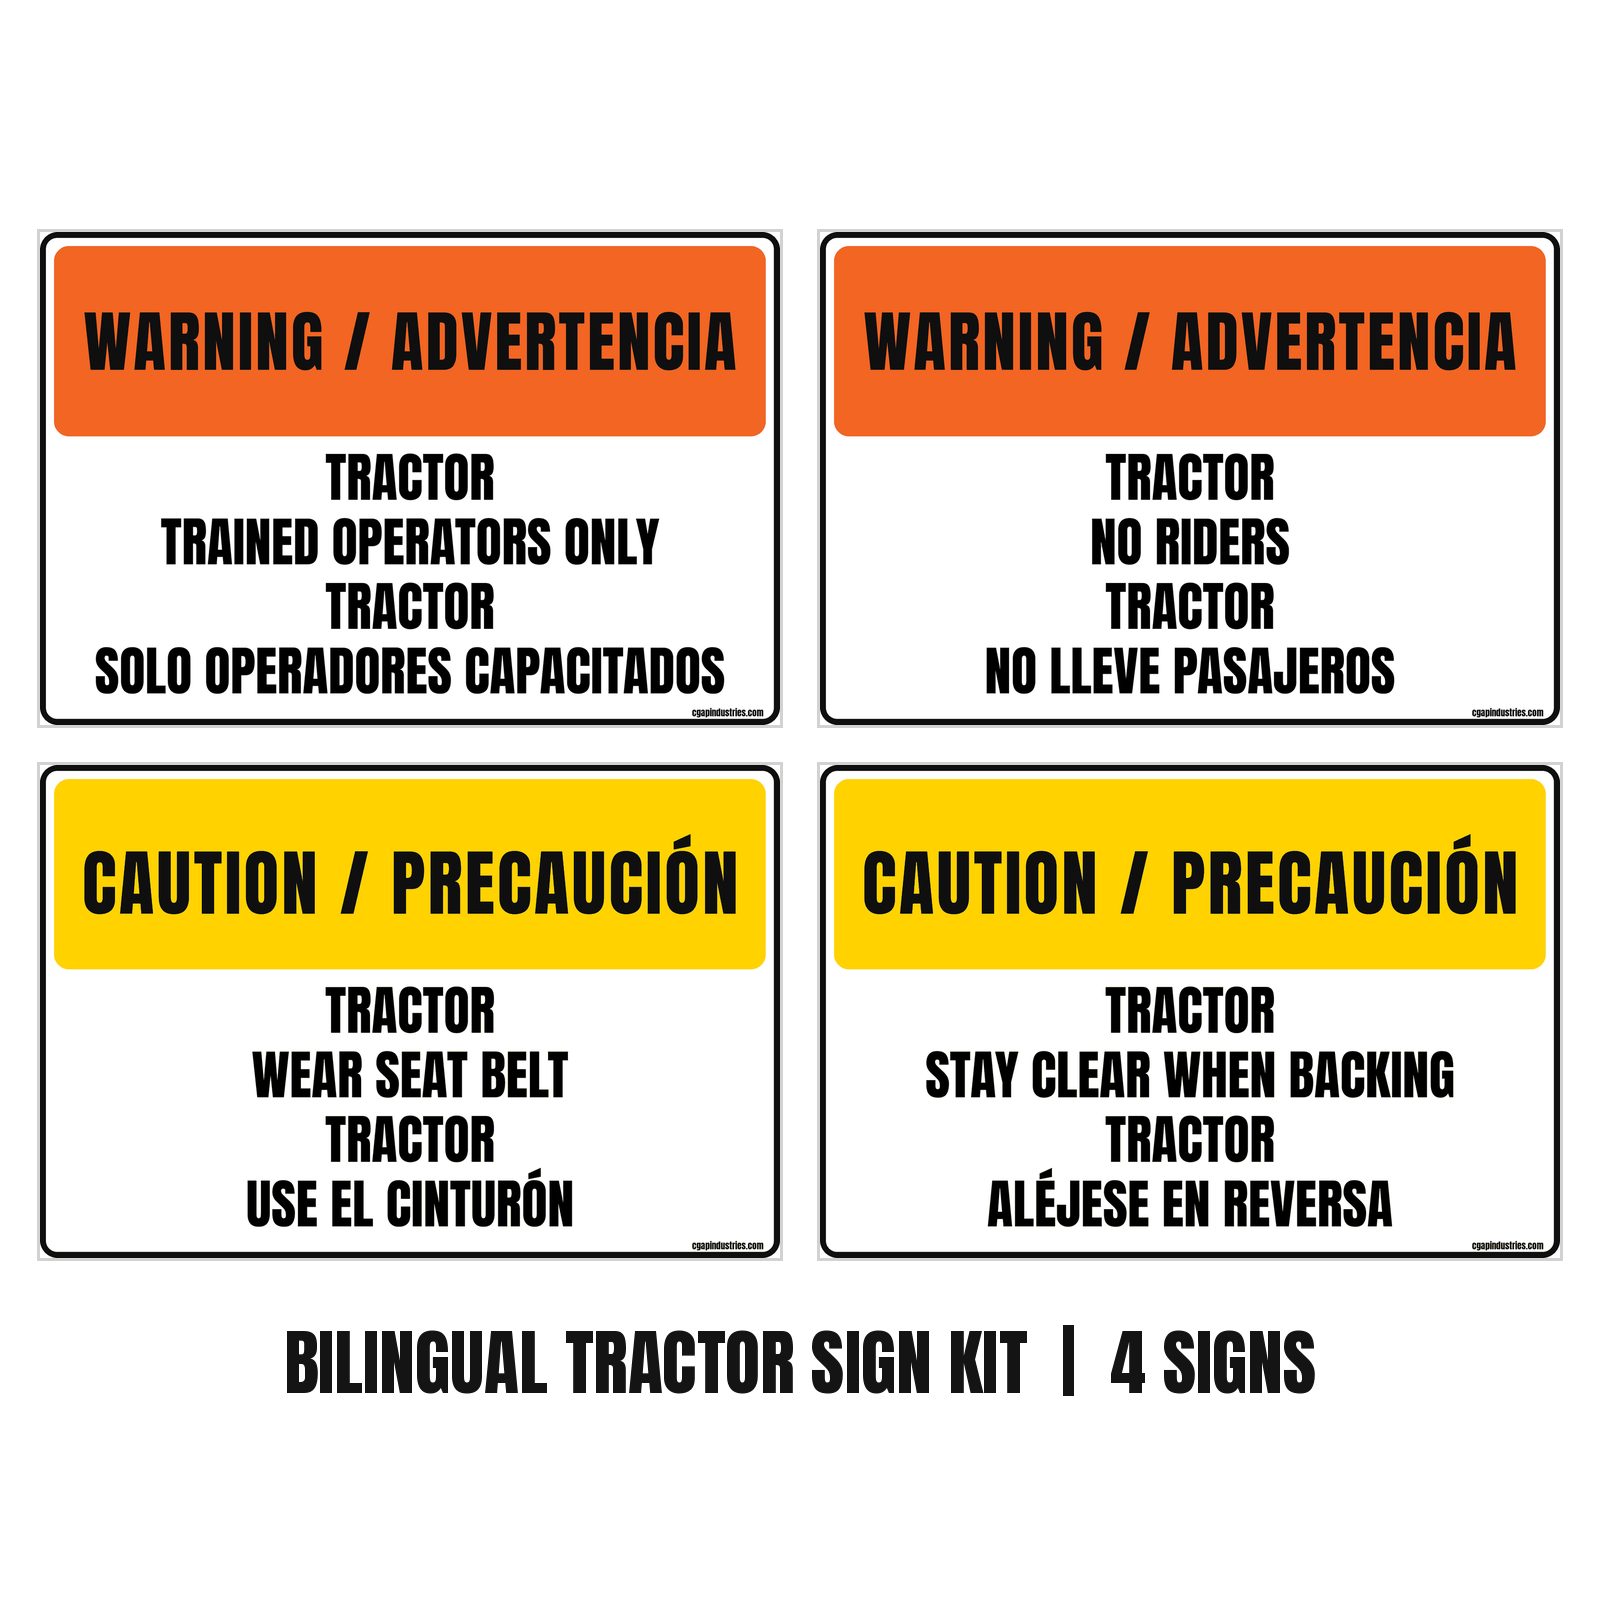 WARNING / ADVERTENCIA
TRACTOR
TRAINED OPERATORS ONLY
TRACTOR
SOLO OPERADORES CAPACITADOS
cgapindustries.com
WARNING / ADVERTENCIA
TRACTOR
NO RIDERS
TRACTOR
NO LLEVE PASAJEROS
cgapindustries.com
CAUTION / PRECAUCIÓN
TRACTOR
WEAR SEAT BELT
TRACTOR
USE EL CINTURÓN
cgapindustries.com
CAUTION / PRECAUCIÓN
TRACTOR
STAY CLEAR WHEN BACKING
TRACTOR
ALÉJESE EN REVERSA
cgapindustries.com
BILINGUAL TRACTOR SIGN KIT | 4 SIGNS